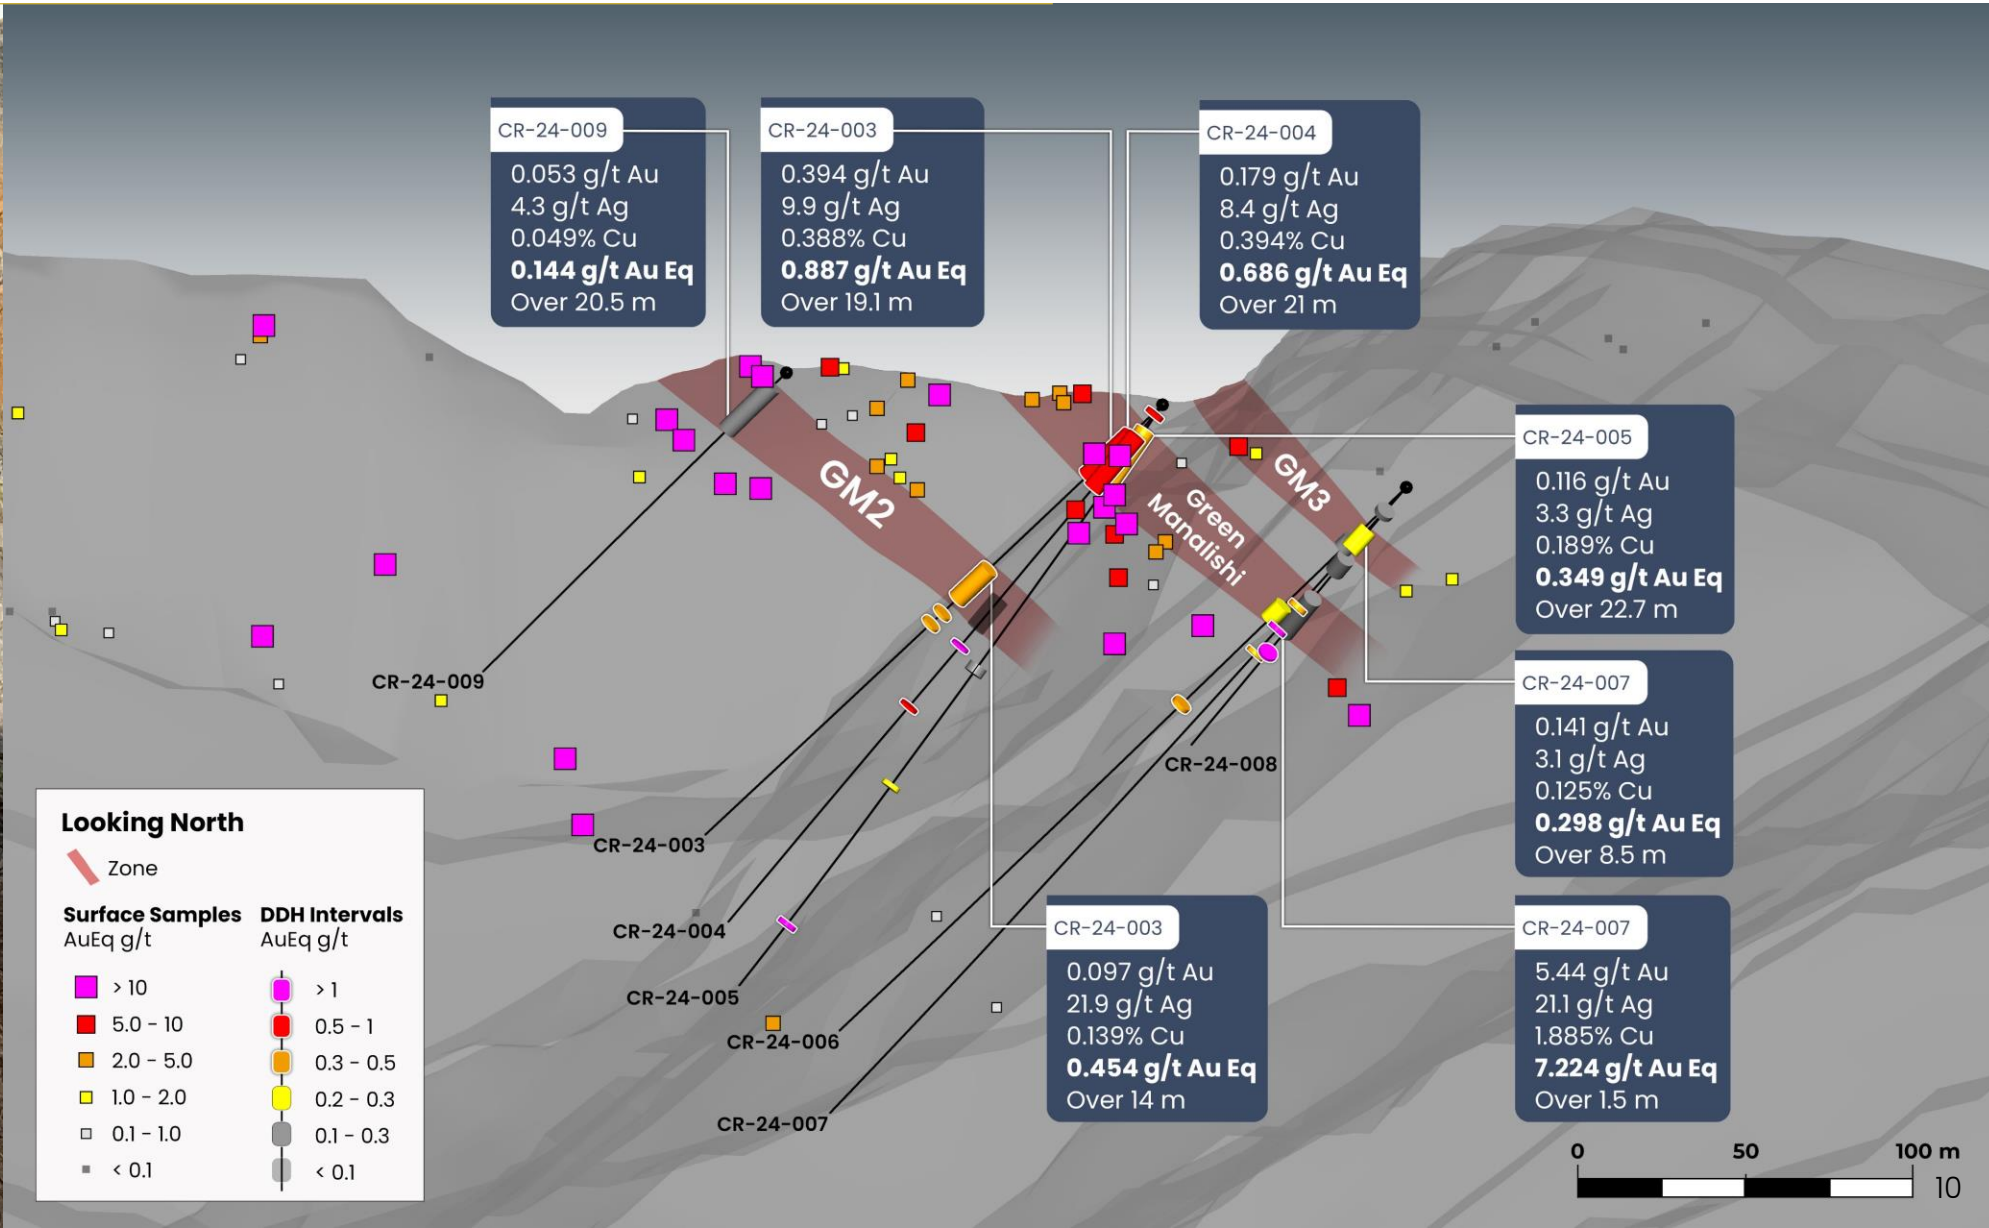 CR-24-009
0.053 g/t Au
4.3 g/t Ag
0.049% Cu
0.144 g/t Au Eq
Over 20.5 m
CR-24-003
0.394 g/t Au
9.9 g/t Ag
0.388% Cu
0.887 g/t Au Eq
Over 19.1 m
CR-24-004
0.179 g/t Au
8.4 g/t Ag
0.394% Cu
0.686 g/t Au Eq
Over 21 m
CR-24-005
0.116 g/t Au
3.3 g/t Ag
0.189% Cu
0.349 g/t Au Eq
Over 22.7 m
CR-24-007
0.141 g/t Au
3.1 g/t Ag
0.125% Cu
0.298 g/t Au Eq
Over 8.5 m
CR-24-007
5.44 g/t Au
21.1 g/t Ag
1.885% Cu
7.224 g/t Au Eq
Over 1.5 m
CR-24-003
0.097 g/t Au
21.9 g/t Ag
0.139% Cu
0.454 g/t Au Eq
Over 14 m
GM2
Green
Manalishi
GM3
CR-24-009
CR-24-003
CR-24-004
CR-24-005
CR-24-006
CR-24-007
CR-24-008
Looking North
Zone
Surface Samples
AuEq g/t
> 10
5.0 - 10
2.0 - 5.0
1.0 - 2.0
0.1 - 1.0
< 0.1
DDH Intervals
AuEq g/t
> 1
0.5 - 1
0.3 - 0.5
0.2 - 0.3
0.1 - 0.3
< 0.1
0 50 100 m
10